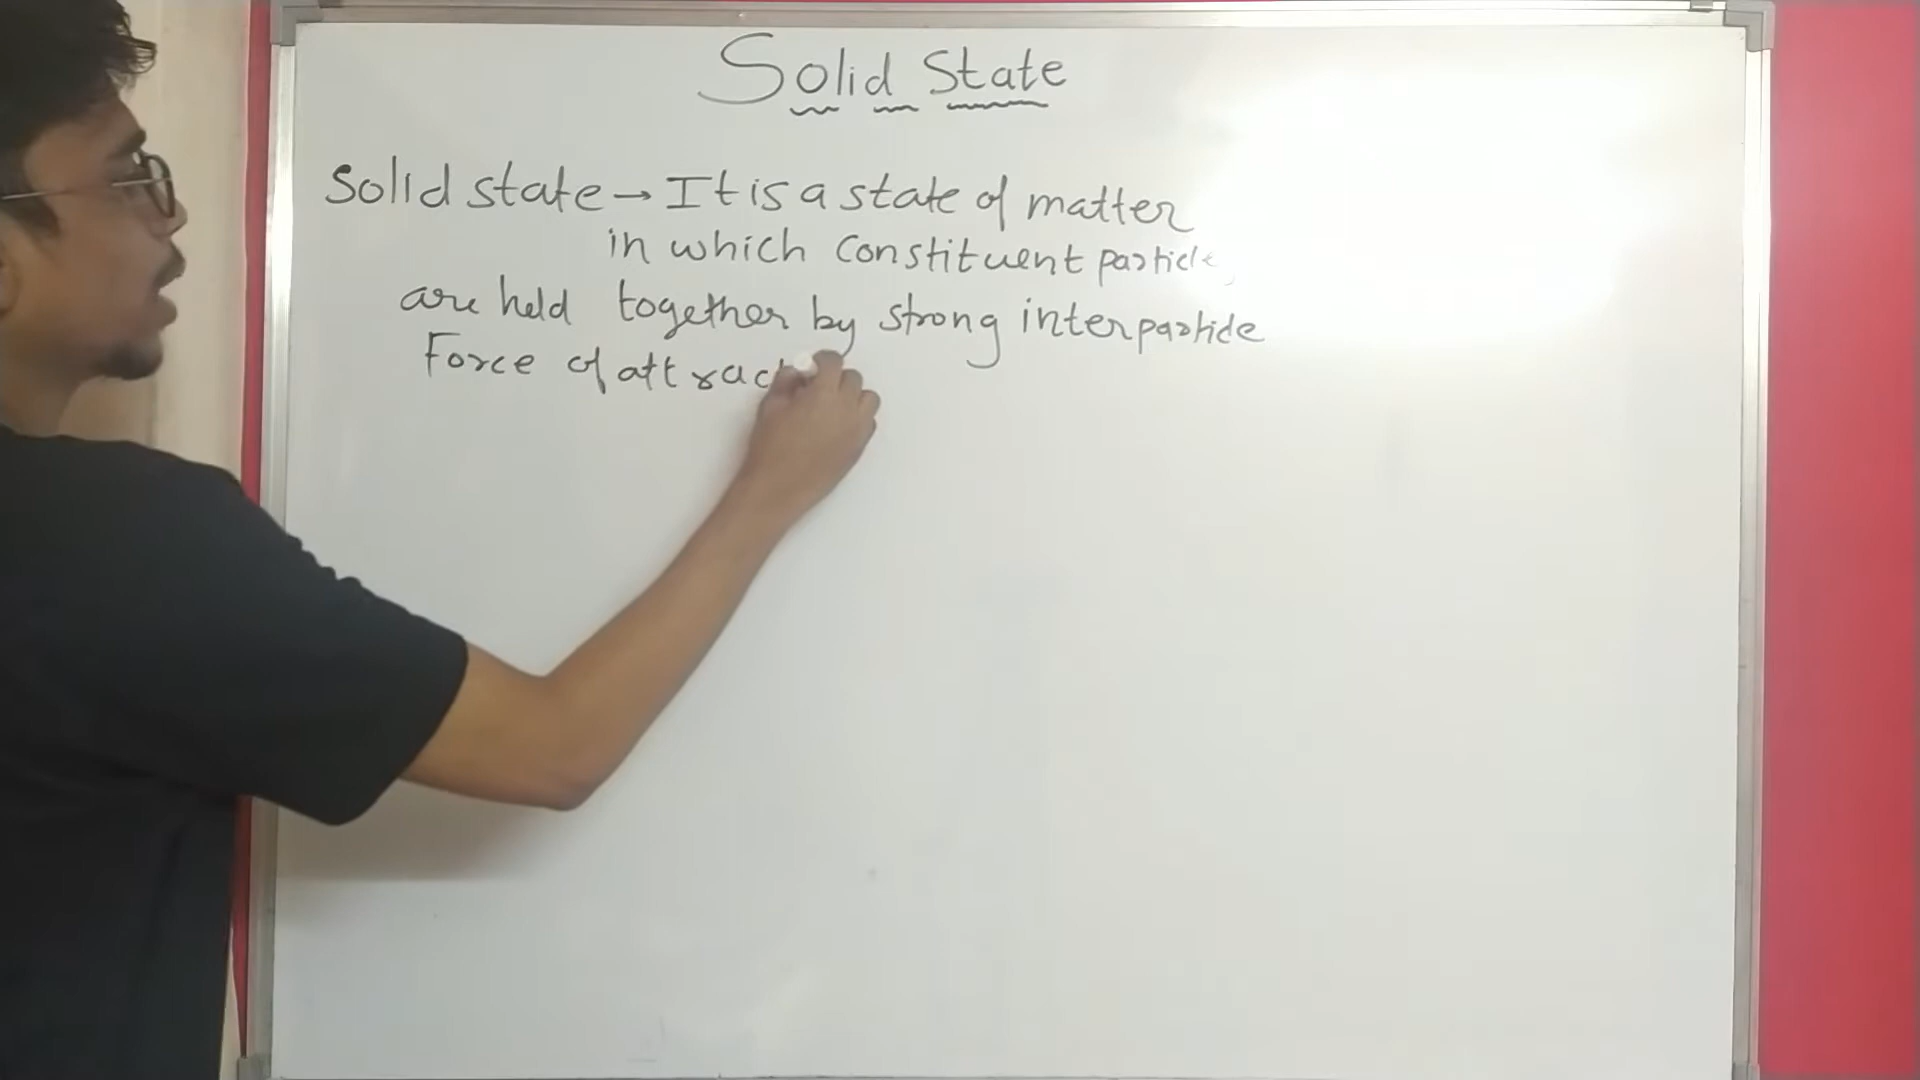 Solid State
Solid state → It is a state of matter
in which constituent particles
are held together by strong interparticle
Force of attract